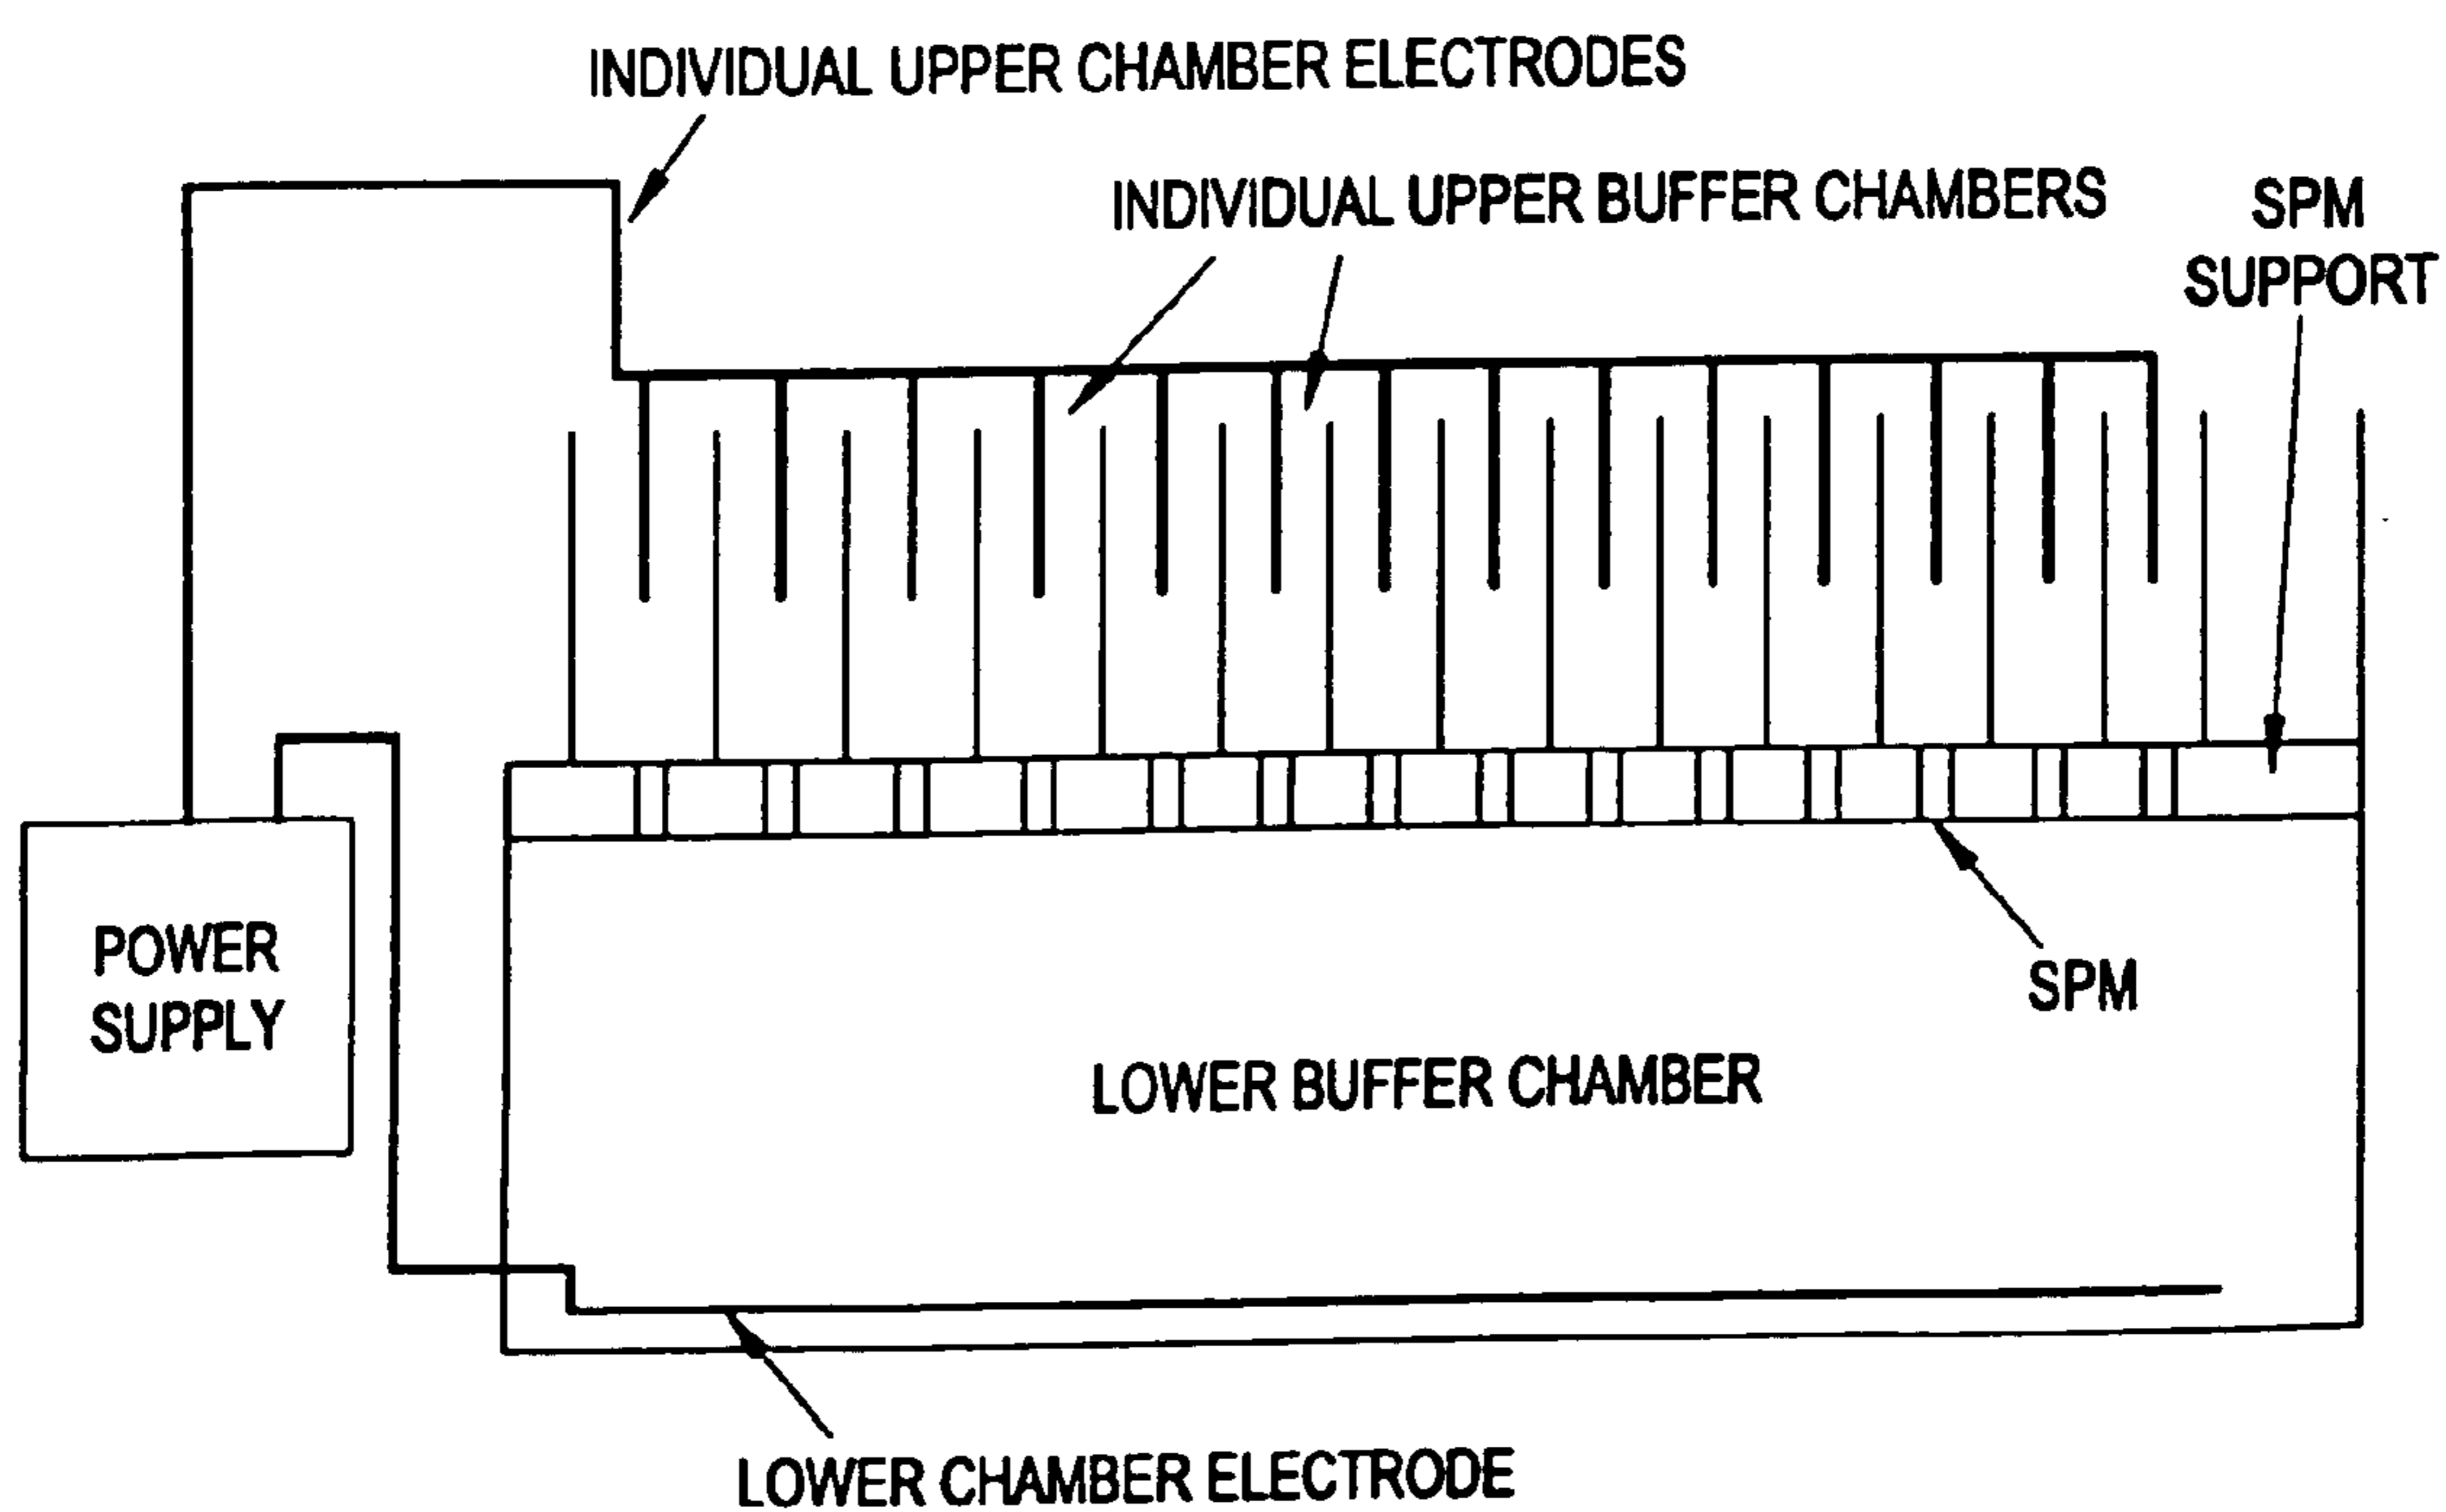 INDIVIDUAL UPPER CHAMBER ELECTRODES
INDIVIDUAL UPPER BUFFER CHAMBERS
SPM
SUPPORT
POWER
SUPPLY
SPM
LOWER BUFFER CHAMBER
LOWER CHAMBER ELECTRODE